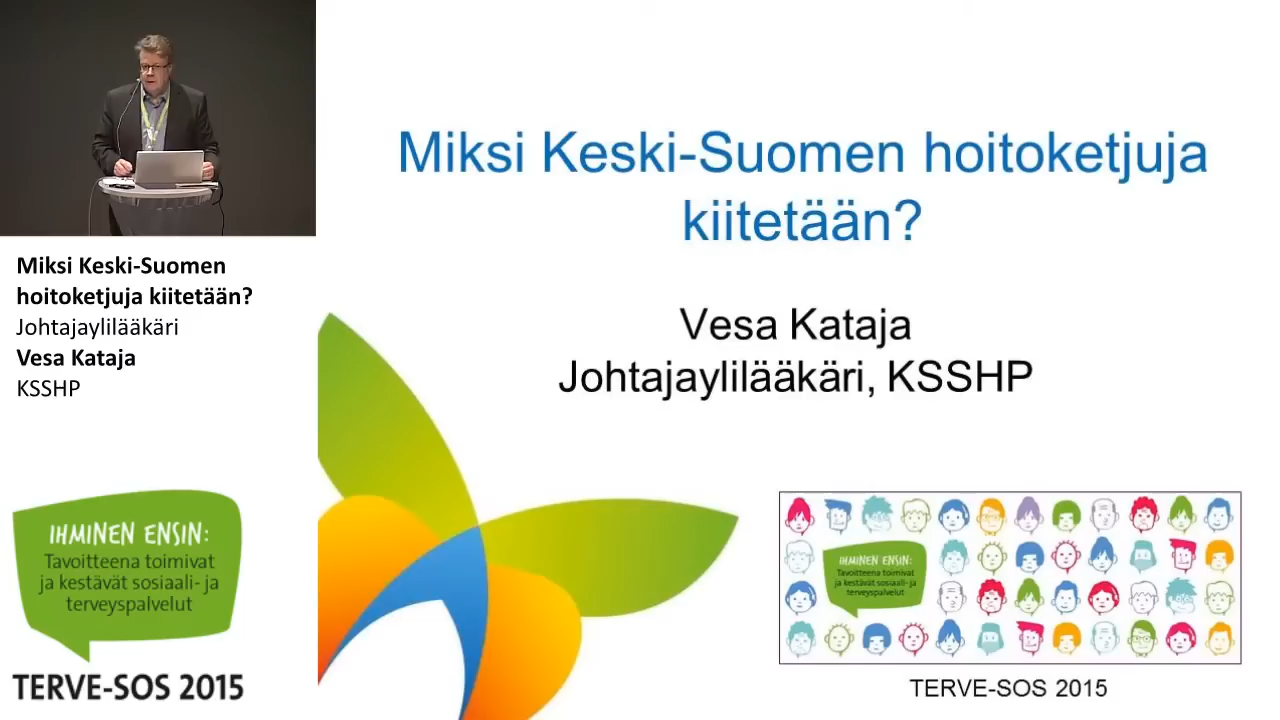 Miksi Keski-Suomen
hoitoketjuja kiitetään?
Johtajaylilääkäri
Vesa Kataja
KSSHP
IHMINEN ENSIN:
Tavoitteena toimivat
ja kestävät sosiaali- ja
terveyspalvelut
TERVE-SOS 2015
Miksi Keski-Suomen hoitoketjuja
kiitetään?
Vesa Kataja
Johtajaylilääkäri, KSSHP
IHMINEN ENSIN:
Tavoitteena toimivat
ja kestävät sosiaali- ja
terveyspalvelut
TERVE-SOS 2015